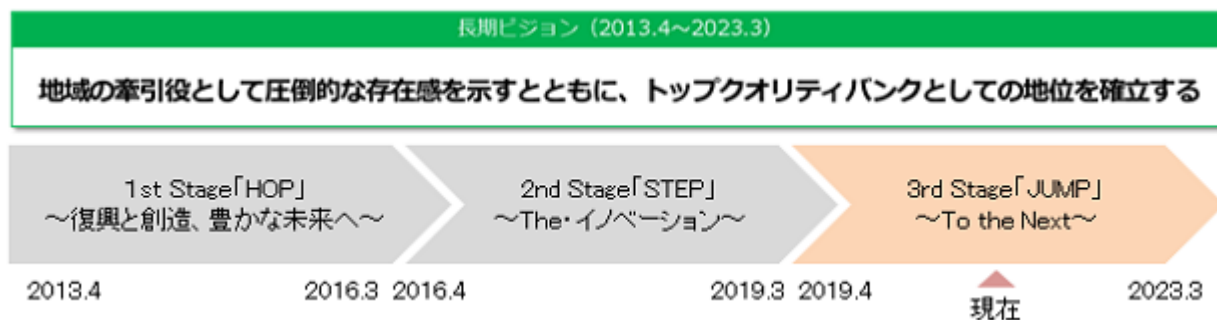 長期ビジョン（2013.4～2023.3）
地域の牽引役として圧倒的な存在感を示すとともに、トップクオリティバンクとしての地位を確立する
1st Stage「HOP」
～復興と創造、豊かな未来へ～
2nd Stage「STEP」
～The・イノベーション～
3rd Stage「JUMP」
～To the Next～
2013.4
2016.3
2016.4
2019.3
2019.4
2023.3
現在